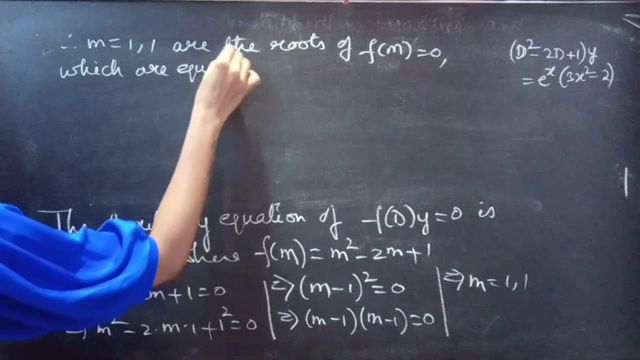 ∴ m = 1, 1 are the roots of f(m) = 0,
which are equ
(D² - 2D + 1)y
= eˣ (3x² - 2)
The equation of f(D)y = 0 is
where f(m) = m² - 2m + 1
m + 1 = 0
⇒ m² - 2·m·1 + 1² = 0
⇒ (m - 1)² = 0
⇒ (m - 1)(m - 1) = 0
⇒ m = 1, 1